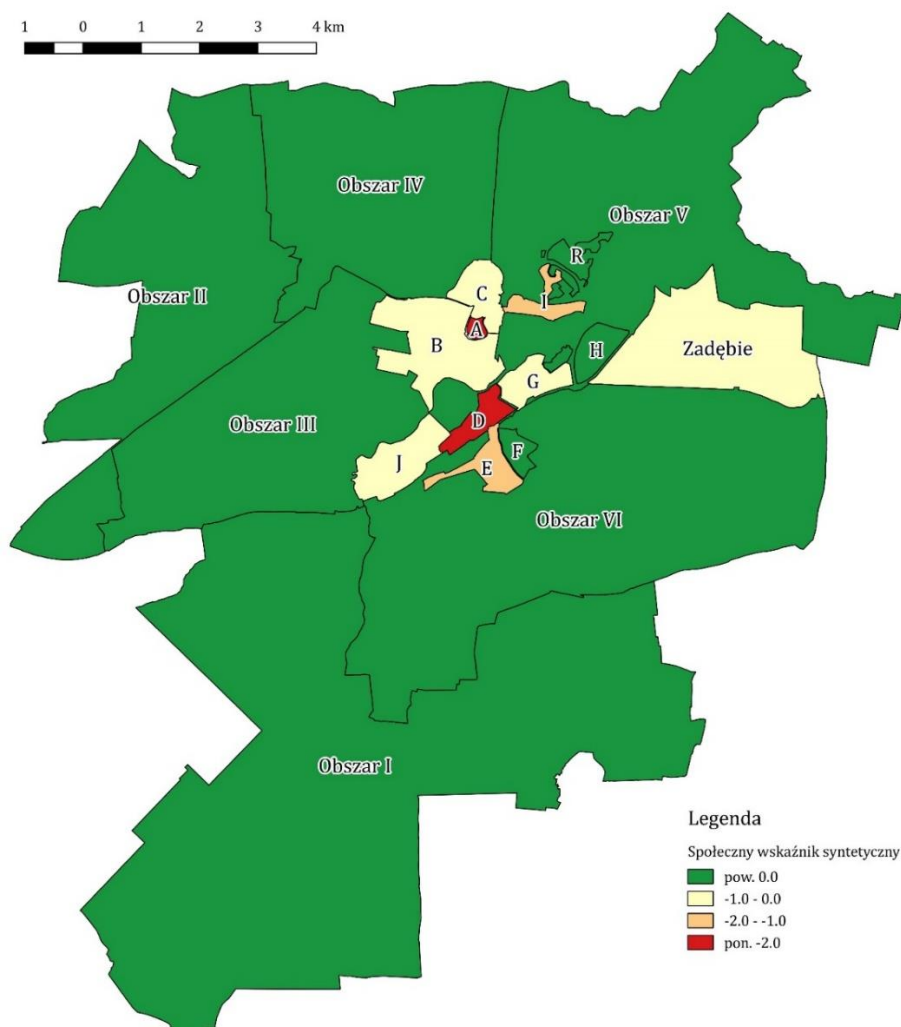 1 0 1 2 3 4 km
Obszar IV
Obszar V
R
Obszar II
C
I
A
B
H
Zadębie
G
D
Obszar III
F
J
E
Obszar VI
Obszar I
Legenda
Społeczny wskaźnik syntetyczny
pow. 0.0
-1.0 - 0.0
-2.0 - -1.0
pon. -2.0